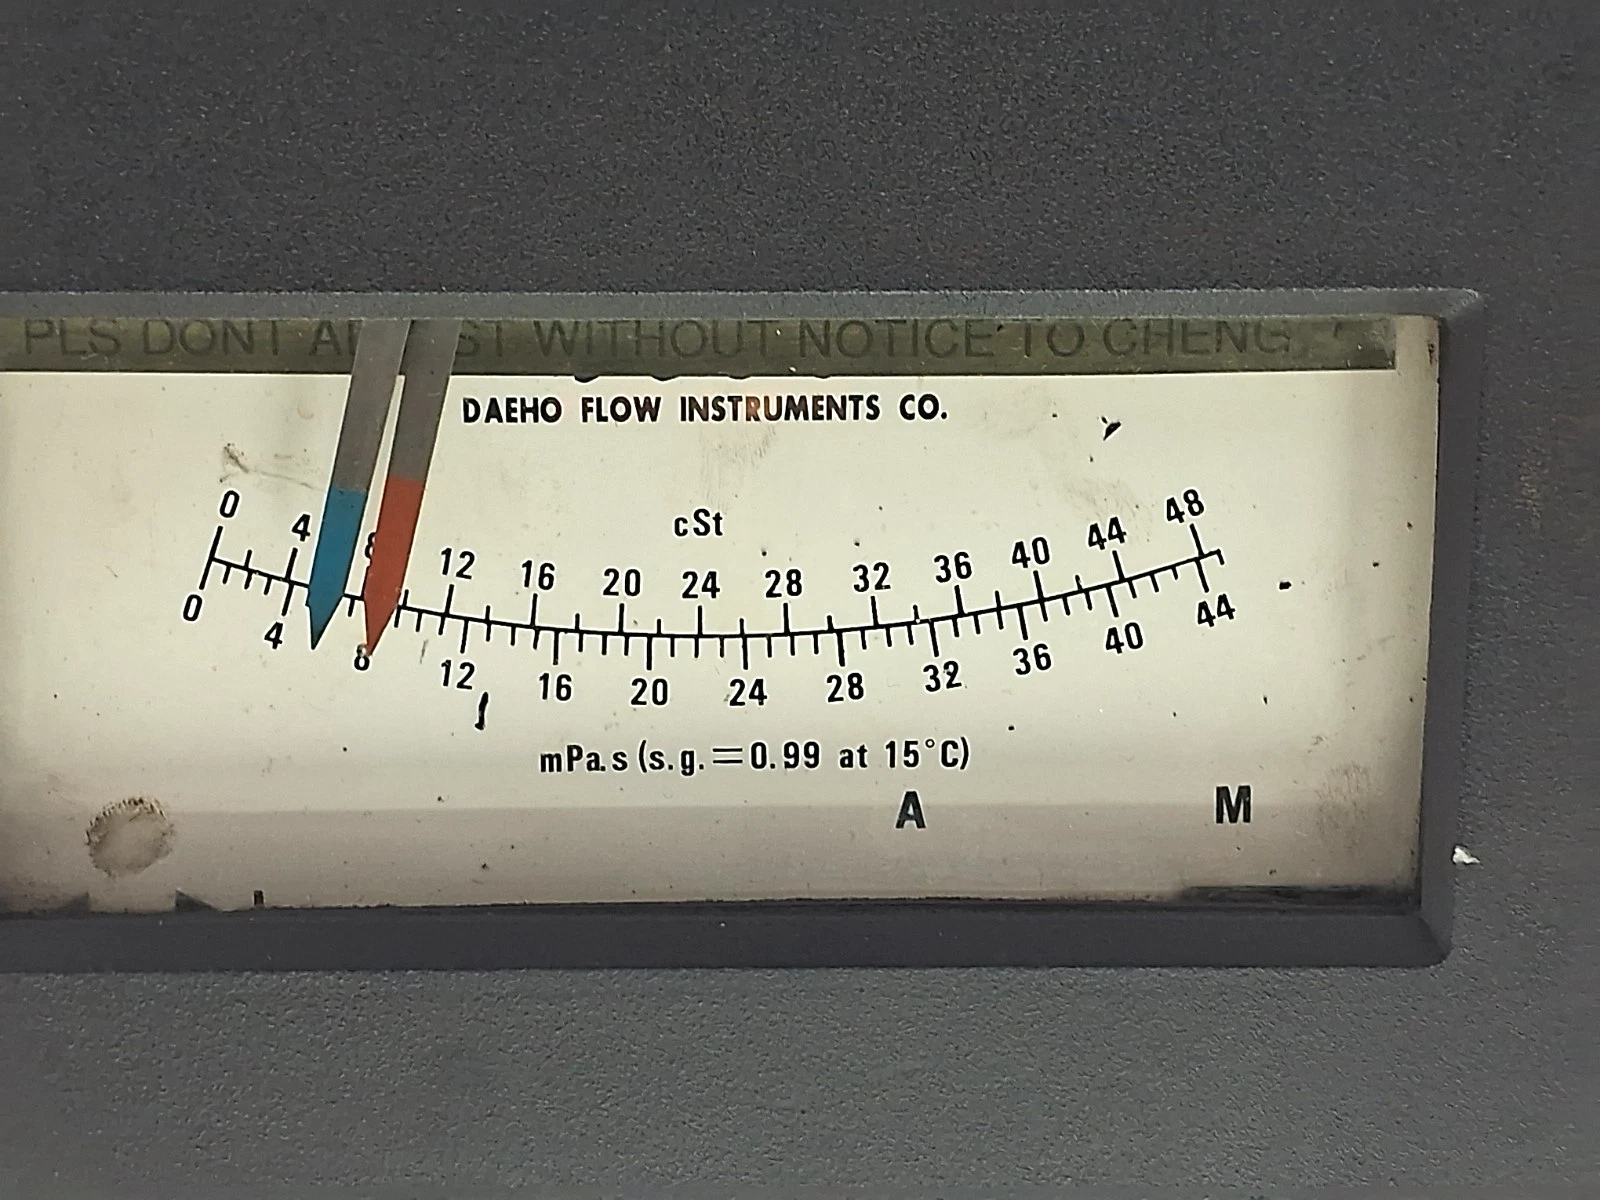 PLS DONT AD ST WITHOUT NOTICE TO CHENG
DAEHO FLOW INSTRUMENTS CO.
cSt
0 4 8 12 16 20 24 28 32 36 40 44 48
0 4 8 12 16 20 24 28 32 36 40 44
mPa.s (s.g.=0.99 at 15°C)
A M